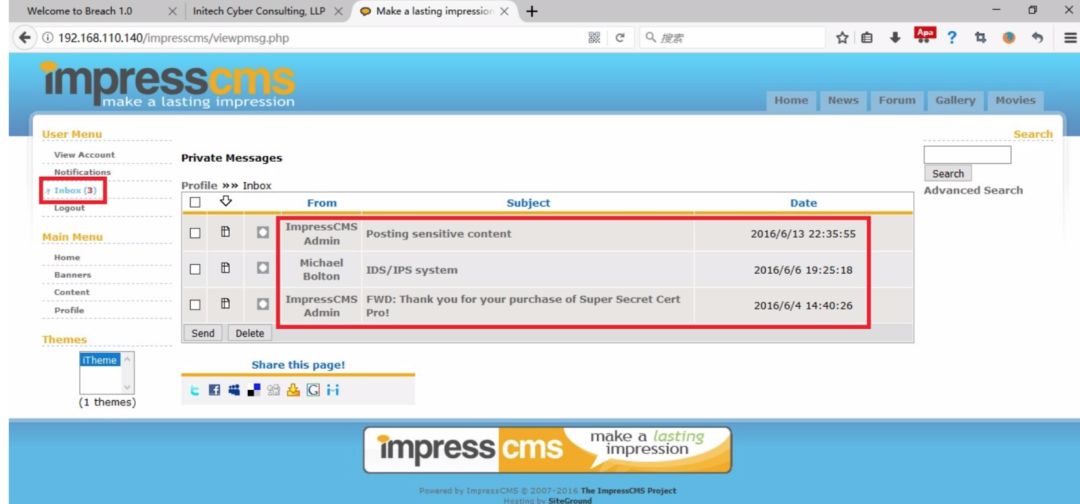 Welcome to Breach 1.0
Initech Cyber Consulting, LLP
Make a lasting impression
192.168.110.140/impresscms/viewpmsg.php
搜索
Apa
impresscms
make a lasting impression
Home News Forum Gallery Movies
User Menu
View Account
Notifications
Inbox (3)
Logout
Main Menu
Home
Banners
Content
Profile
Themes
iTheme
(1 themes)
Private Messages
Profile »» Inbox
From Subject Date
ImpressCMS Admin Posting sensitive content 2016/6/13 22:35:55
Michael Bolton IDS/IPS system 2016/6/6 19:25:18
ImpressCMS Admin FWD: Thank you for your purchase of Super Secret Cert Pro! 2016/6/4 14:40:26
Send Delete
Share this page!
Search
Search
Advanced Search
impress cms
make a lasting
impression
Powered by ImpressCMS © 2007-2016 The ImpressCMS Project
Hosting by SiteGround